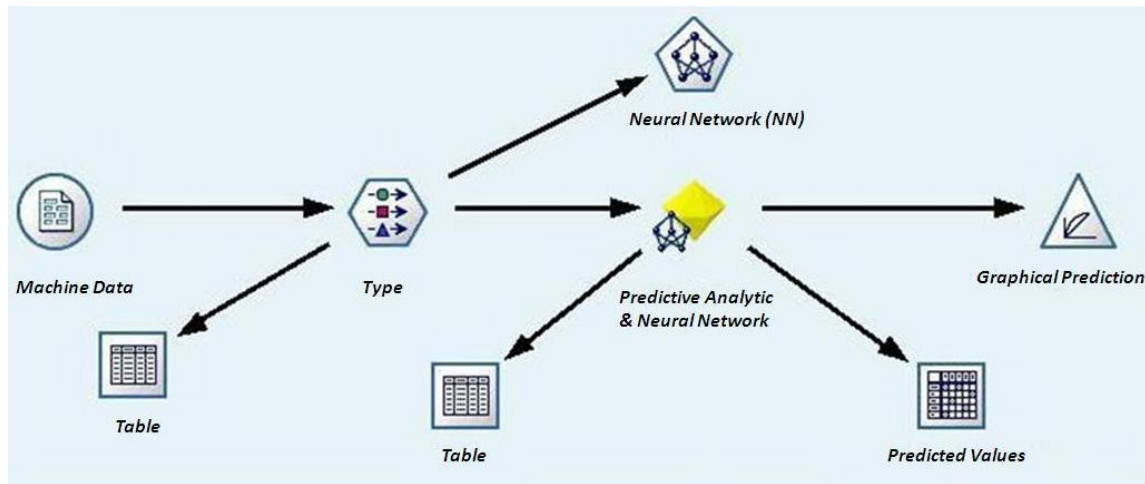 Neural Network (NN)
Machine Data
Type
Predictive Analytic
& Neural Network
Graphical Prediction
Table
Table
Predicted Values